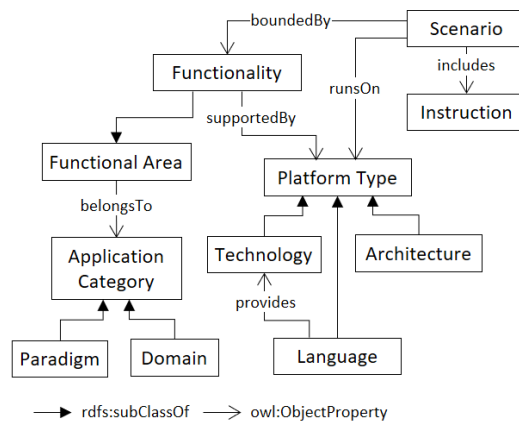 boundedBy
Scenario
Functionality
includes
runsOn
Instruction
supportedBy
Functional Area
Platform Type
belongsTo
Application
Category
Technology
Architecture
provides
Paradigm
Domain
Language
rdfs:subClassOf
owl:ObjectProperty